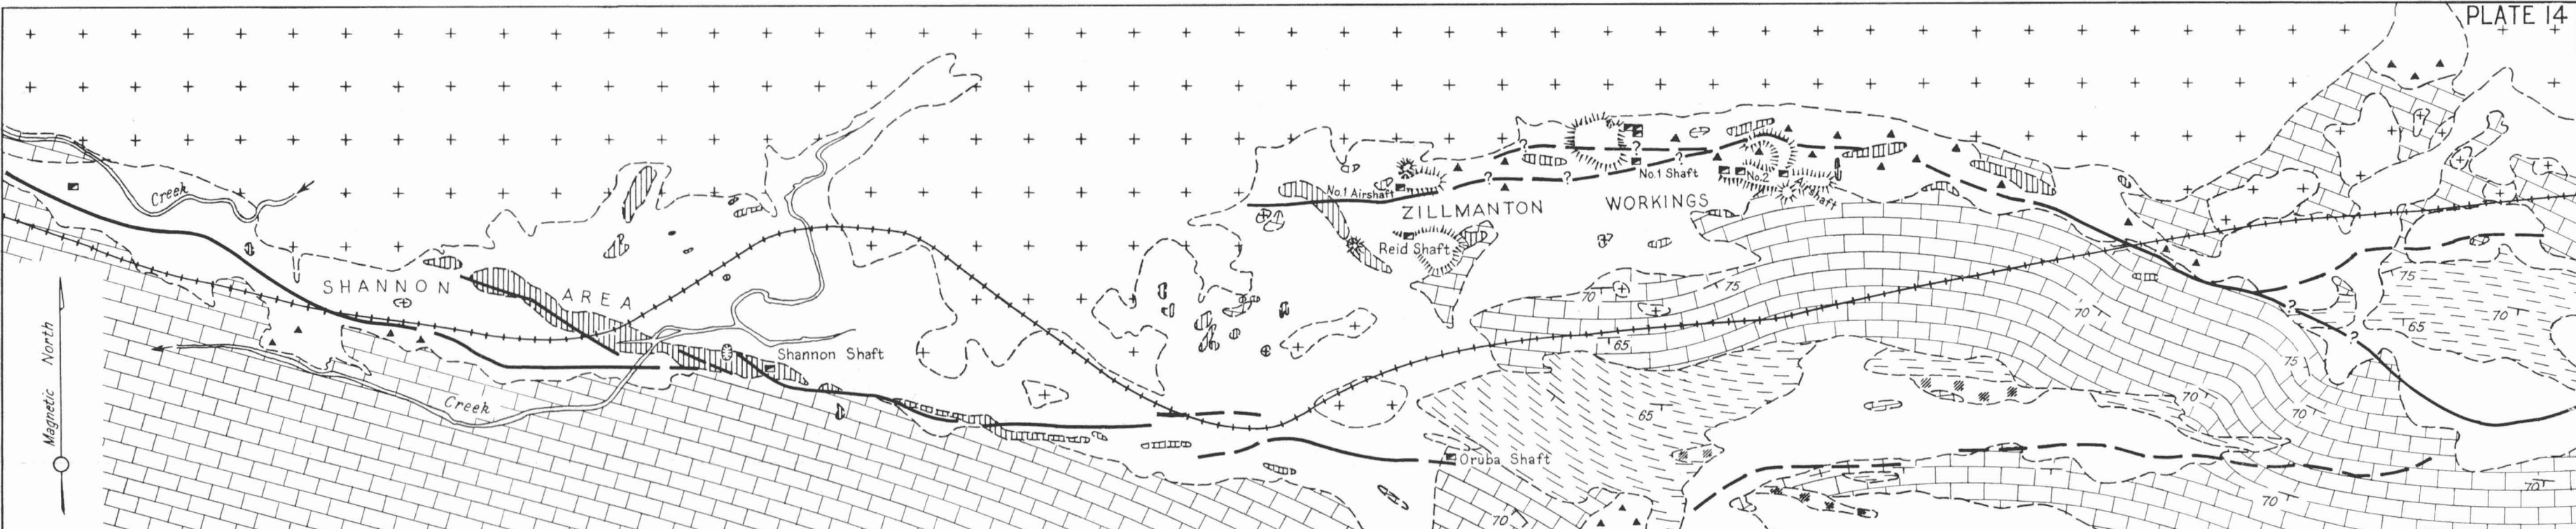 PLATE 14
Creek
No.1 Shaft
No.2
Airshaft
No.1 Airshaft
ZILLMANTON WORKINGS
Reid Shaft
SHANNON AREA
Shannon Shaft
Creek
Magnetic North
Oruba Shaft
?
?
?
?
?
?
?
70
75
65
70
75
65
70
75
65
70
70
70
70
70